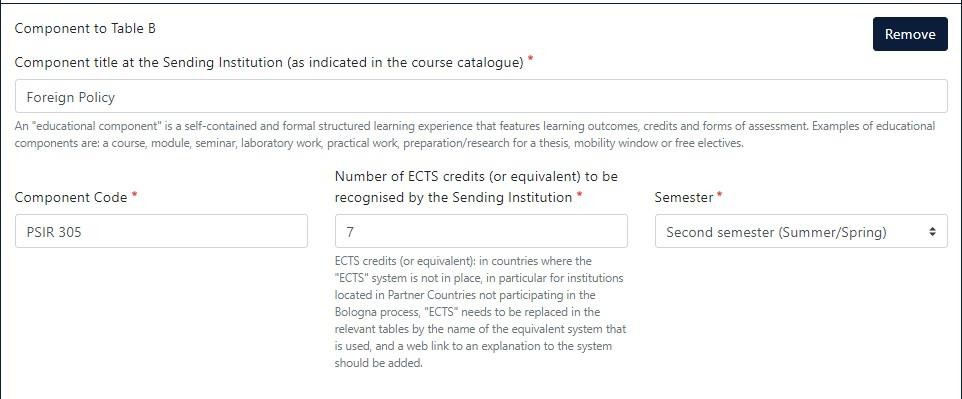 Component to Table B
Remove
Component title at the Sending Institution (as indicated in the course catalogue) *
Foreign Policy
An "educational component" is a self-contained and formal structured learning experience that features learning outcomes, credits and forms of assessment. Examples of educational
components are: a course, module, seminar, laboratory work, practical work, preparation/research for a thesis, mobility window or free electives.
Component Code *
PSIR 305
Number of ECTS credits (or equivalent) to be
recognised by the Sending Institution *
7
ECTS credits (or equivalent): in countries where the
"ECTS" system is not in place, in particular for institutions
located in Partner Countries not participating in the
Bologna process, "ECTS" needs to be replaced in the
relevant tables by the name of the equivalent system that
is used, and a web link to an explanation to the system
should be added.
Semester *
Second semester (Summer/Spring)